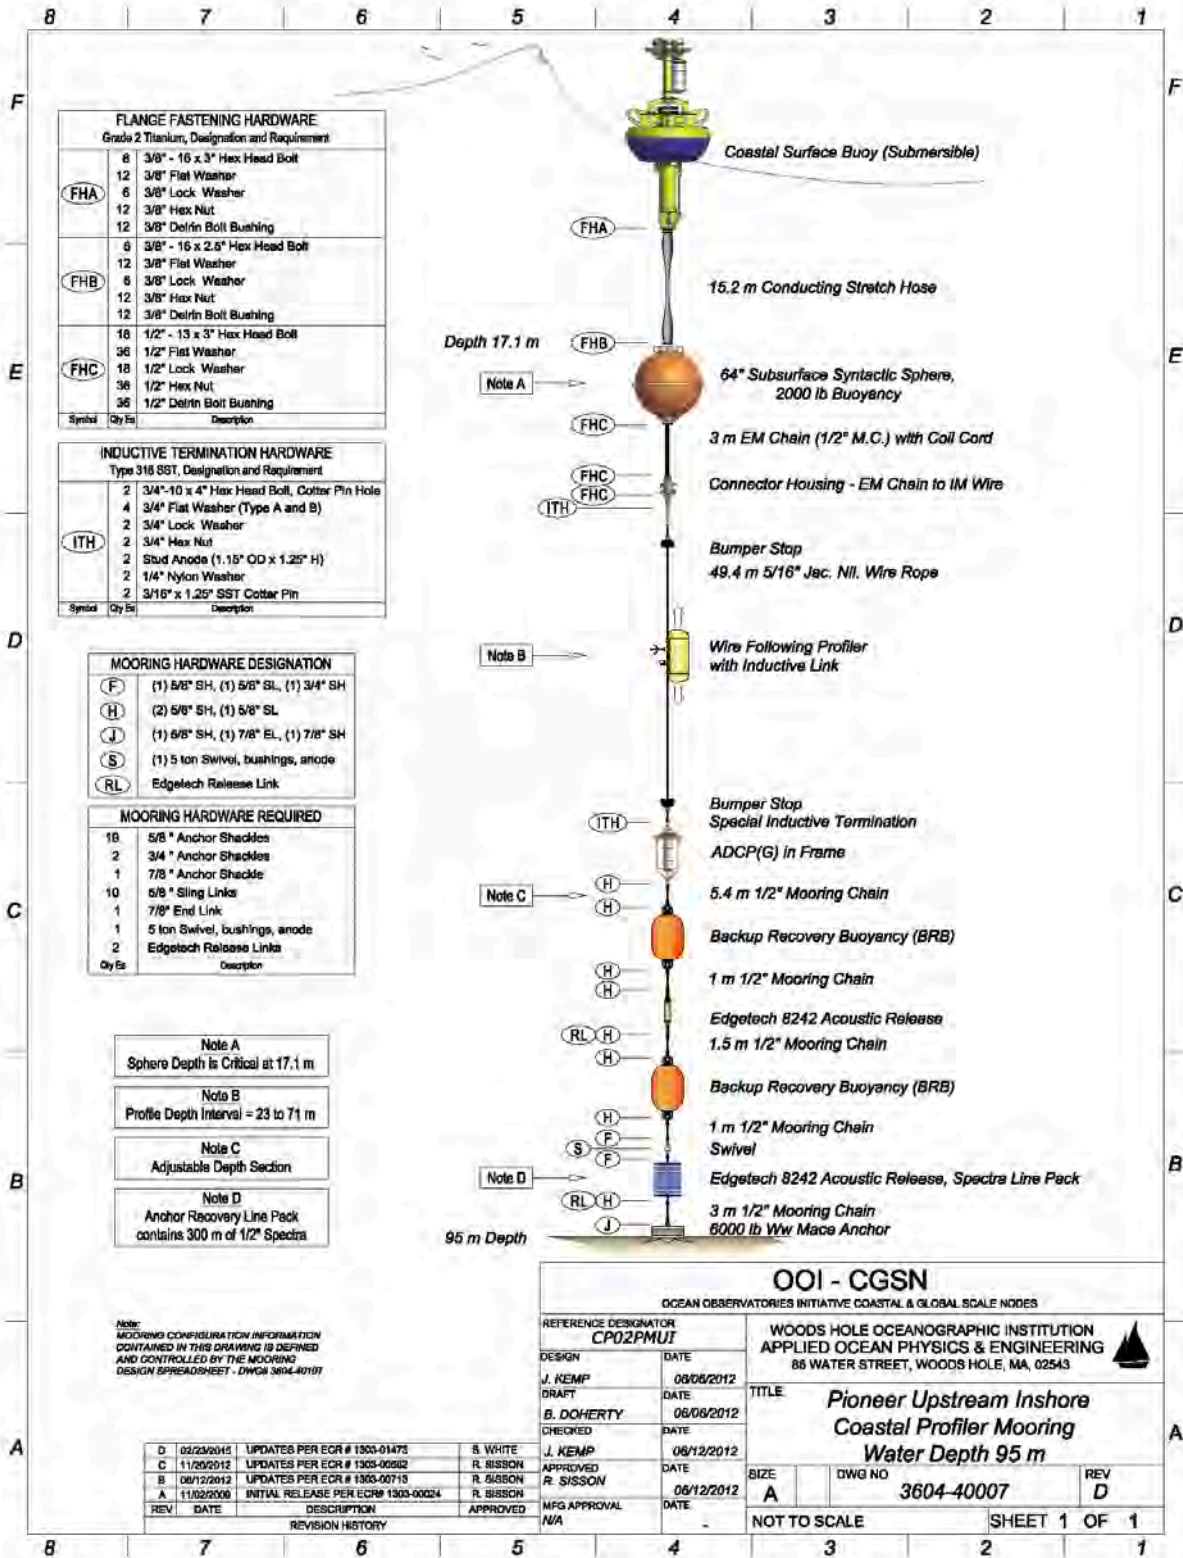 8 7 6 5 4 3 2 1
F F
E E
D D
C C
B B
A A
FLANGE FASTENING HARDWARE
Grade 2 Titanium, Designation and Requirement
FHA
3/8" - 16 x 3" Hex Head Bolt
12 3/8" Flat Washer
6 3/8" Lock Washer
12 3/8" Hex Nut
12 3/8" Delrin Bolt Bushing
FHB
6 3/8" - 16 x 2.5" Hex Head Bolt
12 3/8" Flat Washer
6 3/8" Lock Washer
12 3/8" Hex Nut
12 3/8" Delrin Bolt Bushing
FHC
18 1/2" - 13 x 3" Hex Head Bolt
36 1/2" Flat Washer
18 1/2" Lock Washer
36 1/2" Hex Nut
36 1/2" Delrin Bolt Bushing
Symbol Qty Ea Description
INDUCTIVE TERMINATION HARDWARE
Type 316 SST, Designation and Requirement
ITH
2 3/4"-10 x 4" Hex Head Bolt, Cotter Pin Hole
4 3/4" Flat Washer (Type A and B)
2 3/4" Lock Washer
2 3/4" Hex Nut
2 Stud Anode (1.15" OD x 1.25" H)
2 1/4" Nylon Washer
2 3/16" x 1.25" SST Cotter Pin
Symbol Qty Ea Description
MOORING HARDWARE DESIGNATION
F (1) 5/8" SH, (1) 5/8" SL, (1) 3/4" SH
H (2) 5/8" SH, (1) 5/8" SL
J (1) 5/8" SH, (1) 7/8" EL, (1) 7/8" SH
S (1) 5 ton Swivel, bushings, anode
RL Edgetech Release Link
MOORING HARDWARE REQUIRED
5/8 " Anchor Shackles
2 3/4 " Anchor Shackles
1 7/8 " Anchor Shackle
10 5/8 " Sling Links
1 7/8" End Link
1 5 ton Swivel, bushings, anode
2 Edgetech Release Links
Qty Ea Description
Note A
Sphere Depth is Critical at 17.1 m
Note B
Profile Depth Interval = 23 to 71 m
Note C
Adjustable Depth Section
Note D
Anchor Recovery Line Pack
contains 300 m of 1/2" Spectra
Coastal Surface Buoy (Submersible)
FHA
15.2 m Conducting Stretch Hose
Depth 17.1 m FHB
Note A
64" Subsurface Syntactic Sphere,
2000 lb Buoyancy
FHC
3 m EM Chain (1/2" M.C.) with Coil Cord
FHC
FHC
Connector Housing - EM Chain to IM Wire
ITH
Bumper Stop
49.4 m 5/16" Jac. Nil. Wire Rope
Note B
Wire Following Profiler
with Inductive Link
Bumper Stop
ITH Special Inductive Termination
ADCP(G) in Frame
H
Note C 5.4 m 1/2" Mooring Chain
H
Backup Recovery Buoyancy (BRB)
H
1 m 1/2" Mooring Chain
H
Edgetech 8242 Acoustic Release
RL H
1.5 m 1/2" Mooring Chain
H
Backup Recovery Buoyancy (BRB)
H
1 m 1/2" Mooring Chain
F
S Swivel
F
Note D Edgetech 8242 Acoustic Release, Spectra Line Pack
RL H
3 m 1/2" Mooring Chain
J 6000 lb Ww Mace Anchor
95 m Depth
Note:
MOORING CONFIGURATION INFORMATION
CONTAINED IN THIS DRAWING IS DEFINED
AND CONTROLLED BY THE MOORING
DESIGN SPREADSHEET - DWG# 3604-40107
D 02/23/2015 UPDATES PER ECR # 1303-01473 S. WHITE
C 11/20/2012 UPDATES PER ECR # R. SISSON
B 06/12/2012 UPDATES PER ECR # 1303-00713 R. SISSON
A 11/02/2009 INITIAL RELEASE PER ECR# 1303-00024 R. SISSON
REV DATE DESCRIPTION APPROVED
REVISION HISTORY
OOI - CGSN
OCEAN OBSERVATORIES INITIATIVE COASTAL & GLOBAL SCALE NODES
REFERENCE DESIGNATOR
CP02PMUI
DESIGN DATE
J. KEMP 06/06/2012
DRAFT DATE
B. DOHERTY 06/06/2012
CHECKED DATE
J. KEMP 06/12/2012
APPROVED DATE
R. SISSON 06/12/2012
MFG APPROVAL DATE
N/A -
WOODS HOLE OCEANOGRAPHIC INSTITUTION
APPLIED OCEAN PHYSICS & ENGINEERING
86 WATER STREET, WOODS HOLE, MA, 02543
TITLE
Pioneer Upstream Inshore
Coastal Profiler Mooring
Water Depth 95 m
SIZE DWG NO REV
A 3604-40007 D
NOT TO SCALE SHEET 1 OF 1
8 7 6 5 4 3 2 1